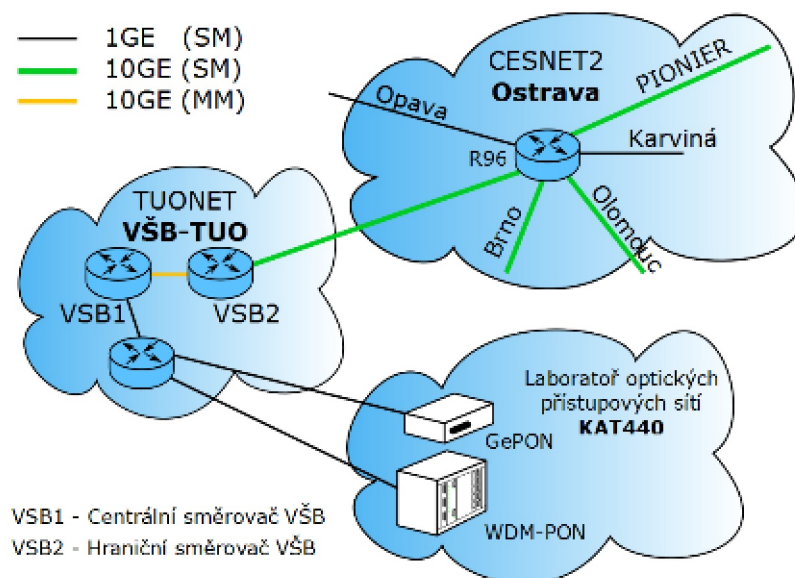 1GE (SM)
10GE (SM)
10GE (MM)
CESNET2
Ostrava
PIONIER
Opava
Karviná
R96
Brno
Olomouc
TUONET
VŠB-TUO
VSB1
VSB2
Laboratoř optických
přístupových sítí
KAT440
GePON
WDM-PON
VSB1 - Centrální směrovač VŠB
VSB2 - Hraniční směrovač VŠB